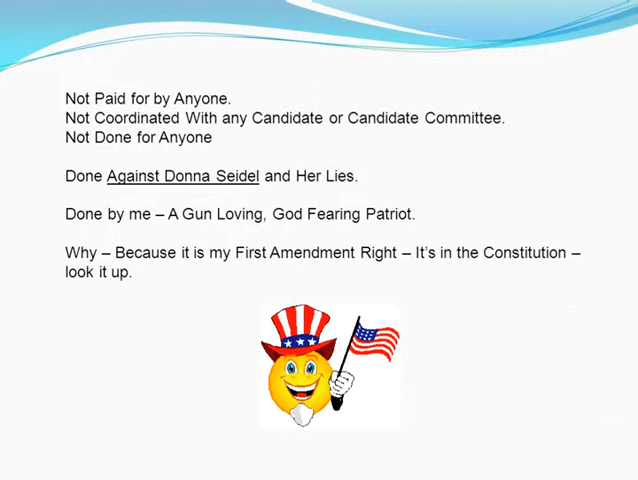 Not Paid for by Anyone.
Not Coordinated With any Candidate or Candidate Committee.
Not Done for Anyone
Done Against Donna Seidel and Her Lies.
Done by me – A Gun Loving, God Fearing Patriot.
Why – Because it is my First Amendment Right – It's in the Constitution –
look it up.